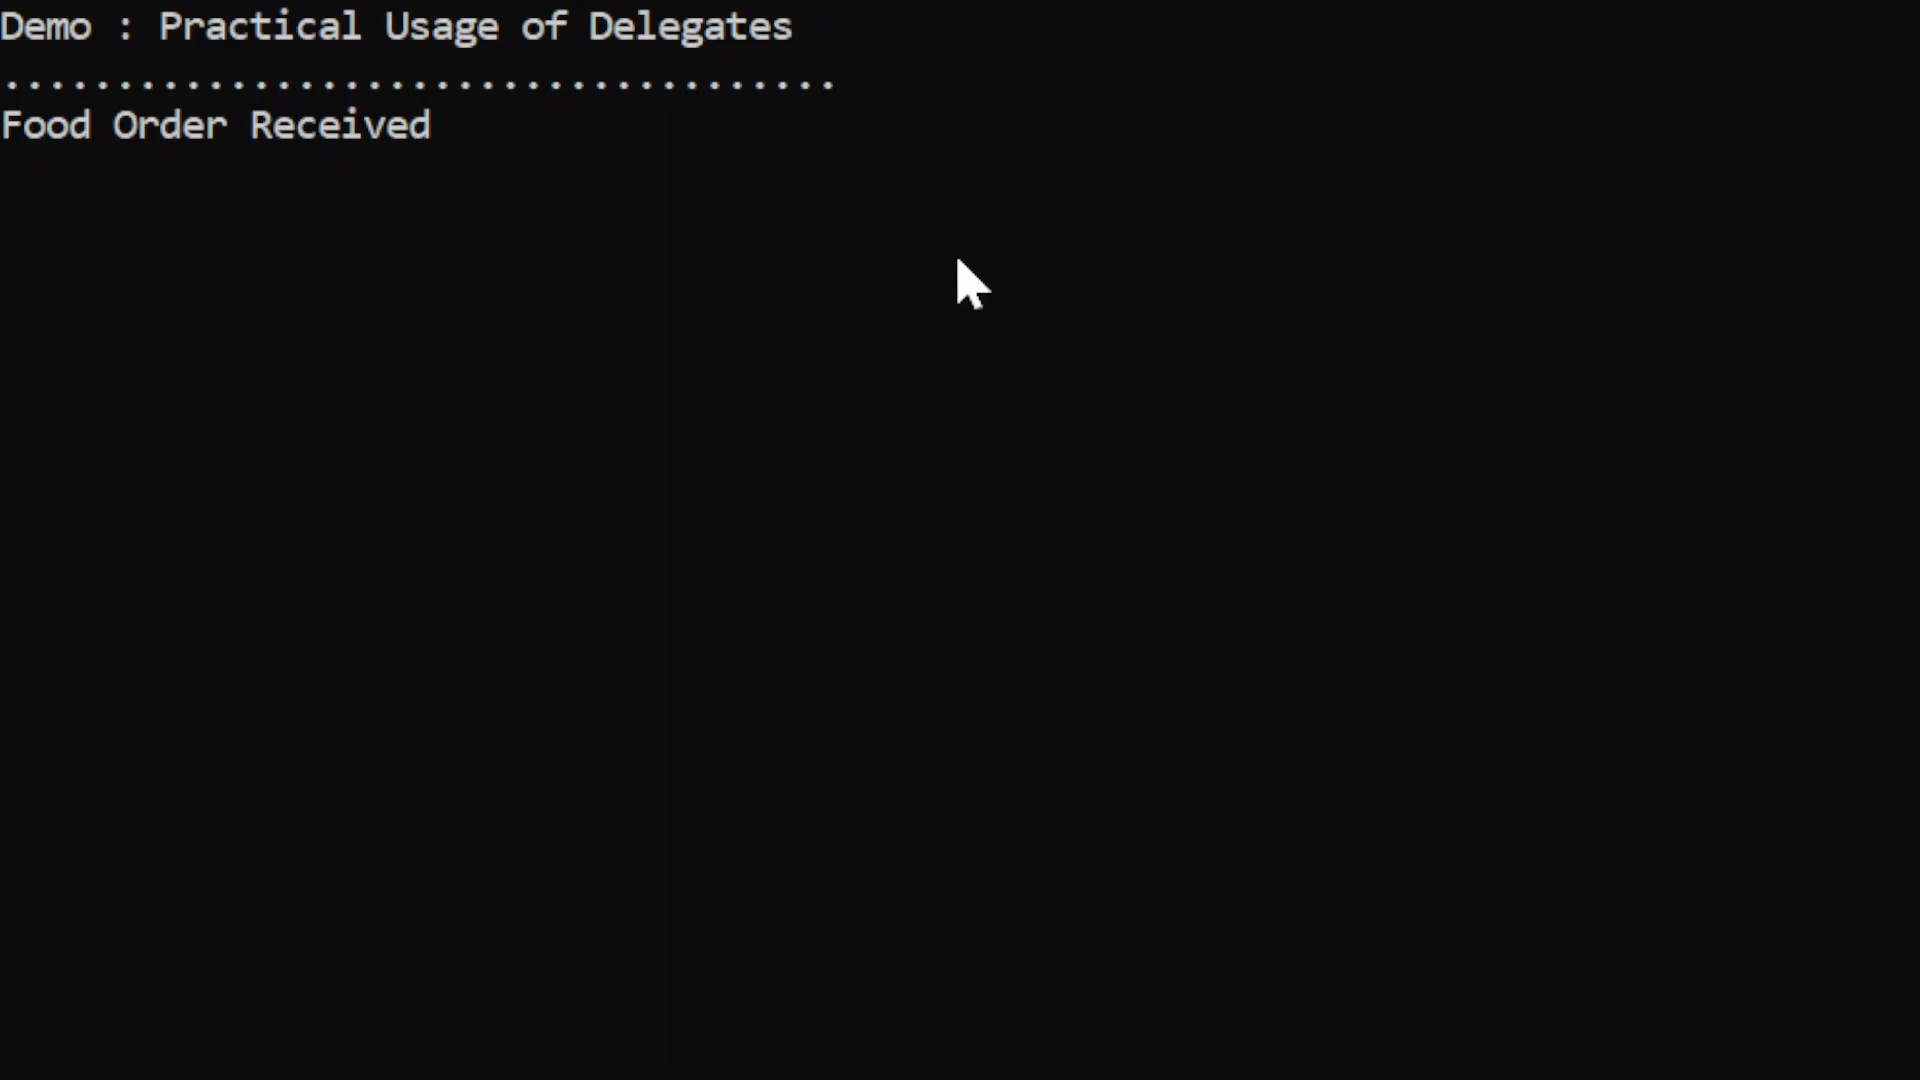 Demo : Practical Usage of Delegates
.....................................
Food Order Received